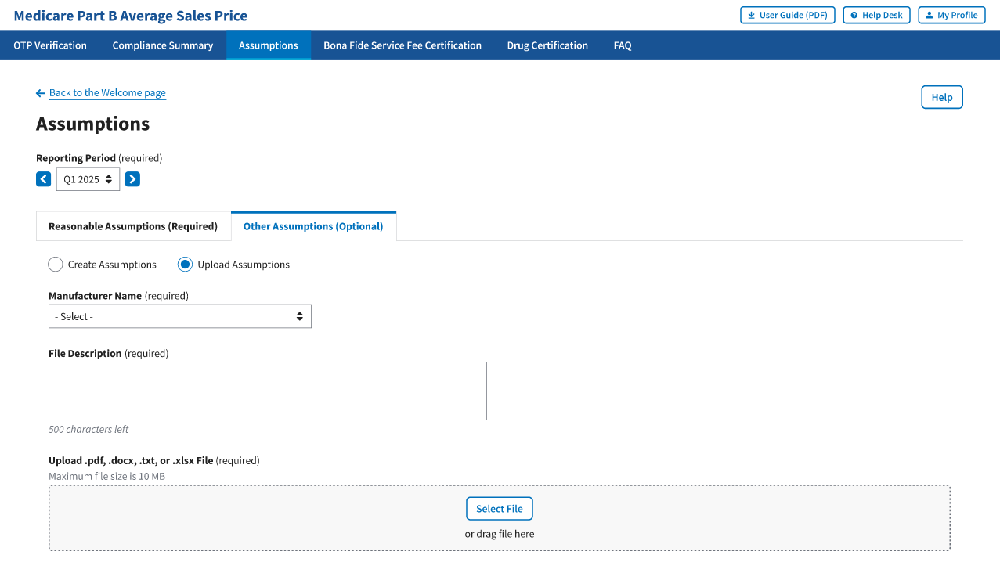 Medicare Part B Average Sales Price
User Guide (PDF) Help Desk My Profile
OTP Verification Compliance Summary Assumptions Bona Fide Service Fee Certification Drug Certification FAQ
Back to the Welcome page
Help
Assumptions
Reporting Period (required)
Q1 2025
Reasonable Assumptions (Required) Other Assumptions (Optional)
Create Assumptions Upload Assumptions
Manufacturer Name (required)
- Select -
File Description (required)
500 characters left
Upload .pdf, .docx, .txt, or .xlsx File (required)
Maximum file size is 10 MB
Select File
or drag file here